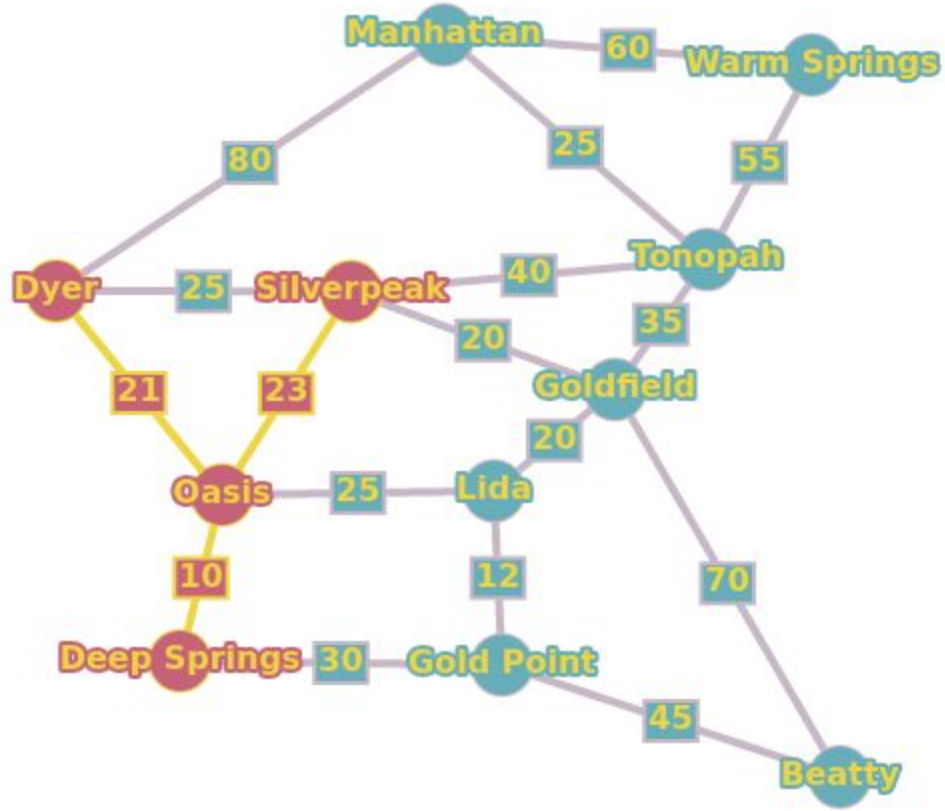 Manhattan
60
Warm Springs
80
25
55
Dyer
25
Silverpeak
40
Tonopah
20
35
21
23
Goldfield
20
Oasis
25
Lida
10
12
70
Deep Springs
30
Gold Point
45
Beatty